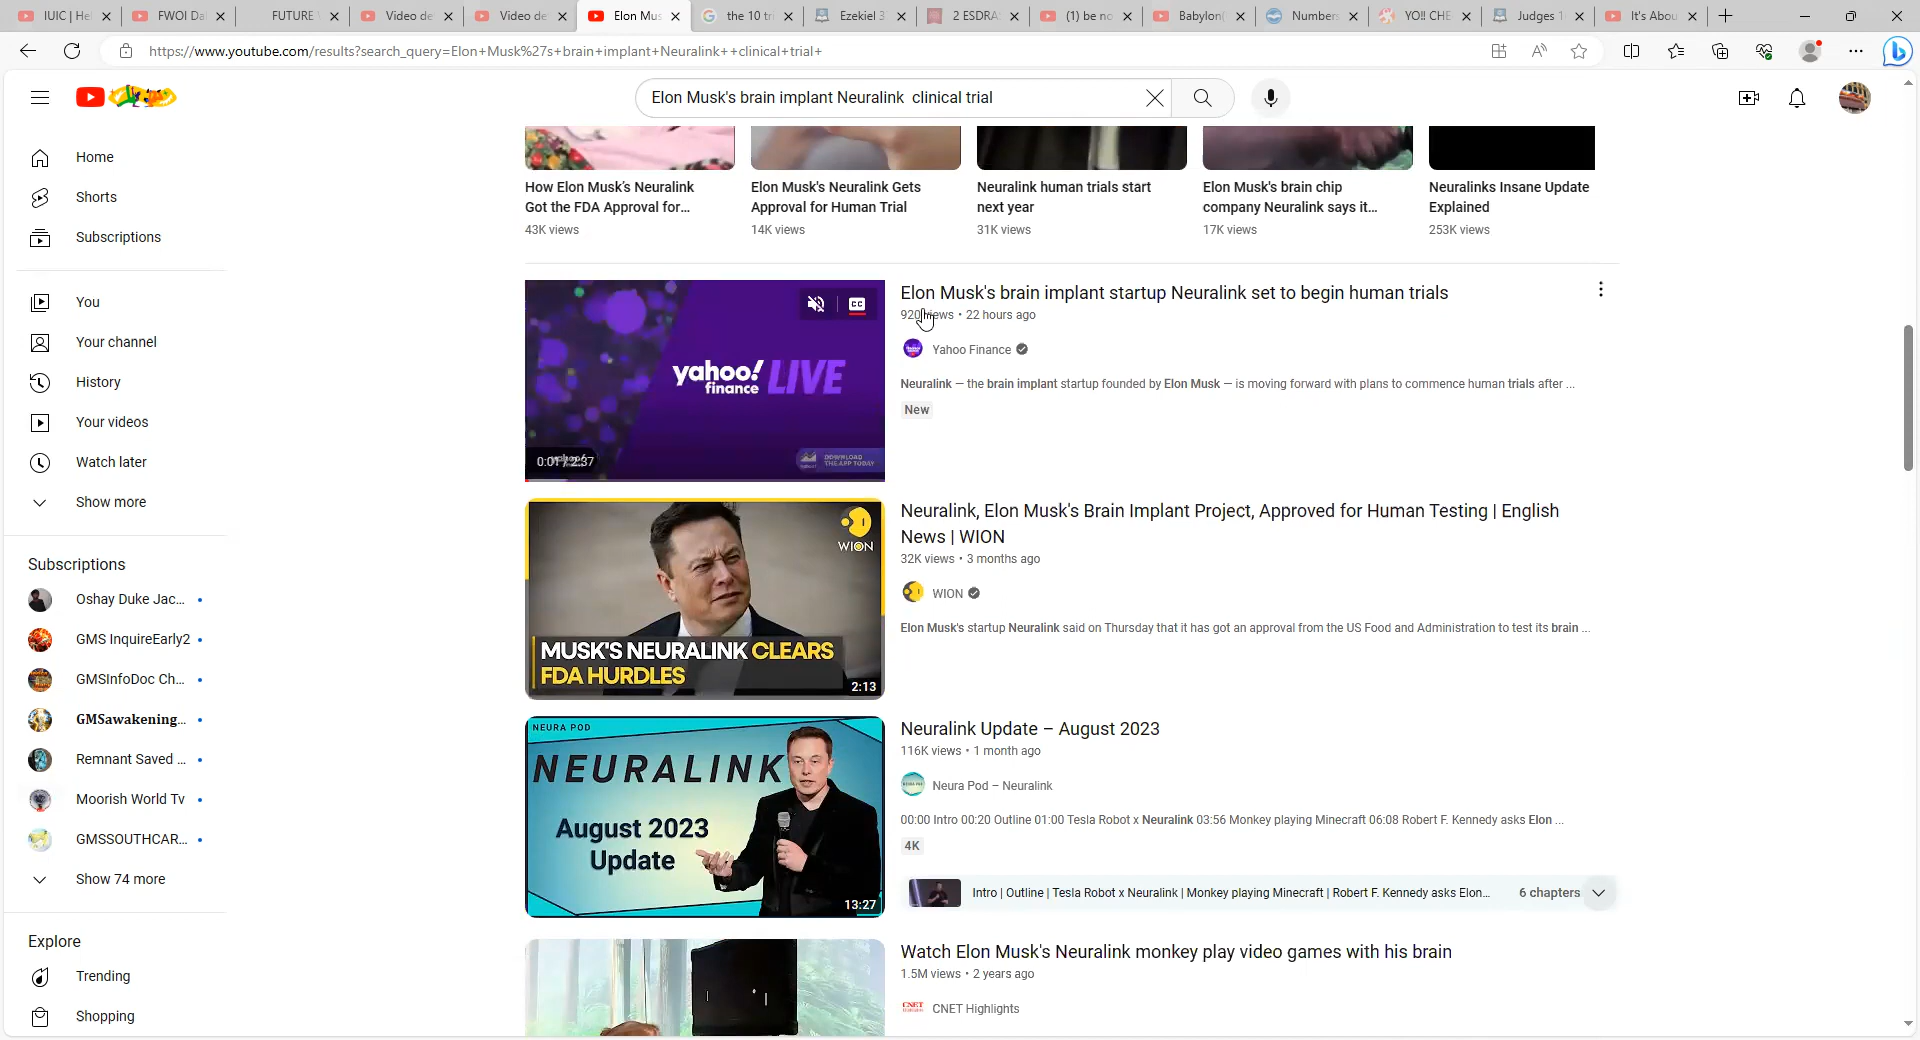 IUIC | He
FWOI Da
FUTURE
Video de
Video de
Elon Mus
the 10 tr
Ezekiel 3
2 ESDRA
(1) be no
Babylon(
Number
YO!! CHE
Judges 1
It's Abou
https://www.youtube.com/results?search_query=Elon+Musk%27s+brain+implant+Neuralink++clinical+trial+
Elon Musk's brain implant Neuralink  clinical trial
Home
Shorts
Subscriptions
You
Your channel
History
Your videos
Watch later
Show more
Subscriptions
Oshay Duke Jac...
GMS InquireEarly2
GMSInfoDoc Ch...
GMSawakening...
Remnant Saved ...
Moorish World Tv
GMSSOUTHCAR...
Show 74 more
Explore
Trending
Shopping
How Elon Musk's Neuralink
Got the FDA Approval for...
43K views
Elon Musk's Neuralink Gets
Approval for Human Trial
14K views
Neuralink human trials start
next year
31K views
Elon Musk's brain chip
company Neuralink says it...
17K views
Neuralinks Insane Update
Explained
253K views
CC
yahoo!
finance LIVE
0:01 / 2:37
DOWNLOAD
THE APP TODAY
Elon Musk's brain implant startup Neuralink set to begin human trials
920 views • 22 hours ago
Yahoo Finance
Neuralink — the brain implant startup founded by Elon Musk — is moving forward with plans to commence human trials after ...
New
WION
MUSK'S NEURALINK CLEARS
FDA HURDLES
2:13
Neuralink, Elon Musk's Brain Implant Project, Approved for Human Testing | English
News | WION
32K views • 3 months ago
WION
Elon Musk's startup Neuralink said on Thursday that it has got an approval from the US Food and Administration to test its brain ...
NEURA POD
NEURALINK
August 2023
Update
13:27
Neuralink Update – August 2023
116K views • 1 month ago
Neura Pod – Neuralink
00:00 Intro 00:20 Outline 01:00 Tesla Robot x Neuralink 03:56 Monkey playing Minecraft 06:08 Robert F. Kennedy asks Elon ...
4K
Intro | Outline | Tesla Robot x Neuralink | Monkey playing Minecraft | Robert F. Kennedy asks Elon...
6 chapters
Watch Elon Musk's Neuralink monkey play video games with his brain
1.5M views • 2 years ago
CNET
CNET Highlights